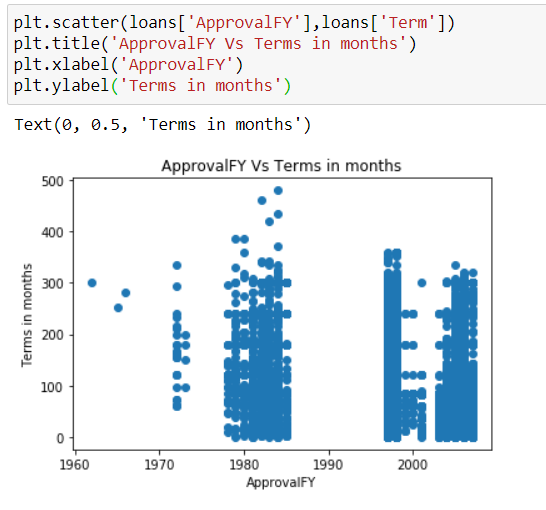 plt.scatter(loans['ApprovalFY'],loans['Term'])
plt.title('ApprovalFY Vs Terms in months')
plt.xlabel('ApprovalFY')
plt.ylabel('Terms in months')
Text(0, 0.5, 'Terms in months')
ApprovalFY Vs Terms in months
500
400
300
200
100
0
Terms in months
1960 1970 1980 1990 2000
ApprovalFY